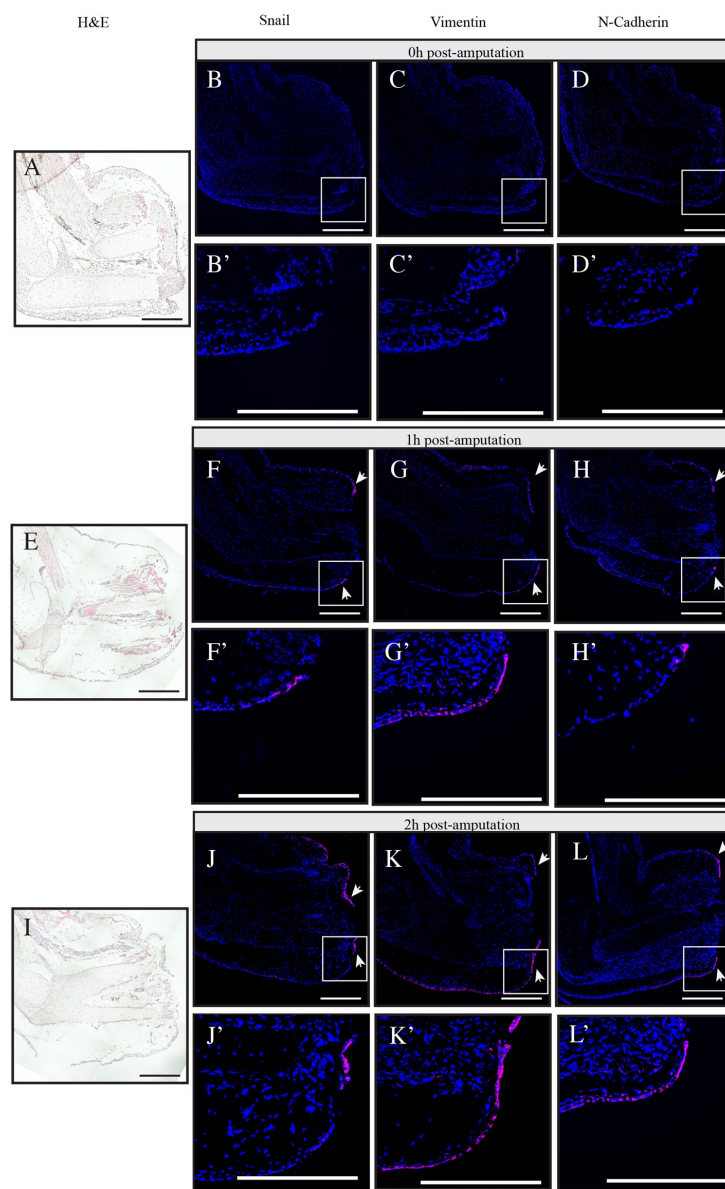 H&E
Snail
Vimentin
N-Cadherin
0h post-amputation
A
B
C
D
B’
C’
D’
1h post-amputation
E
F
G
H
F’
G’
H’
2h post-amputation
I
J
K
L
J’
K’
L’